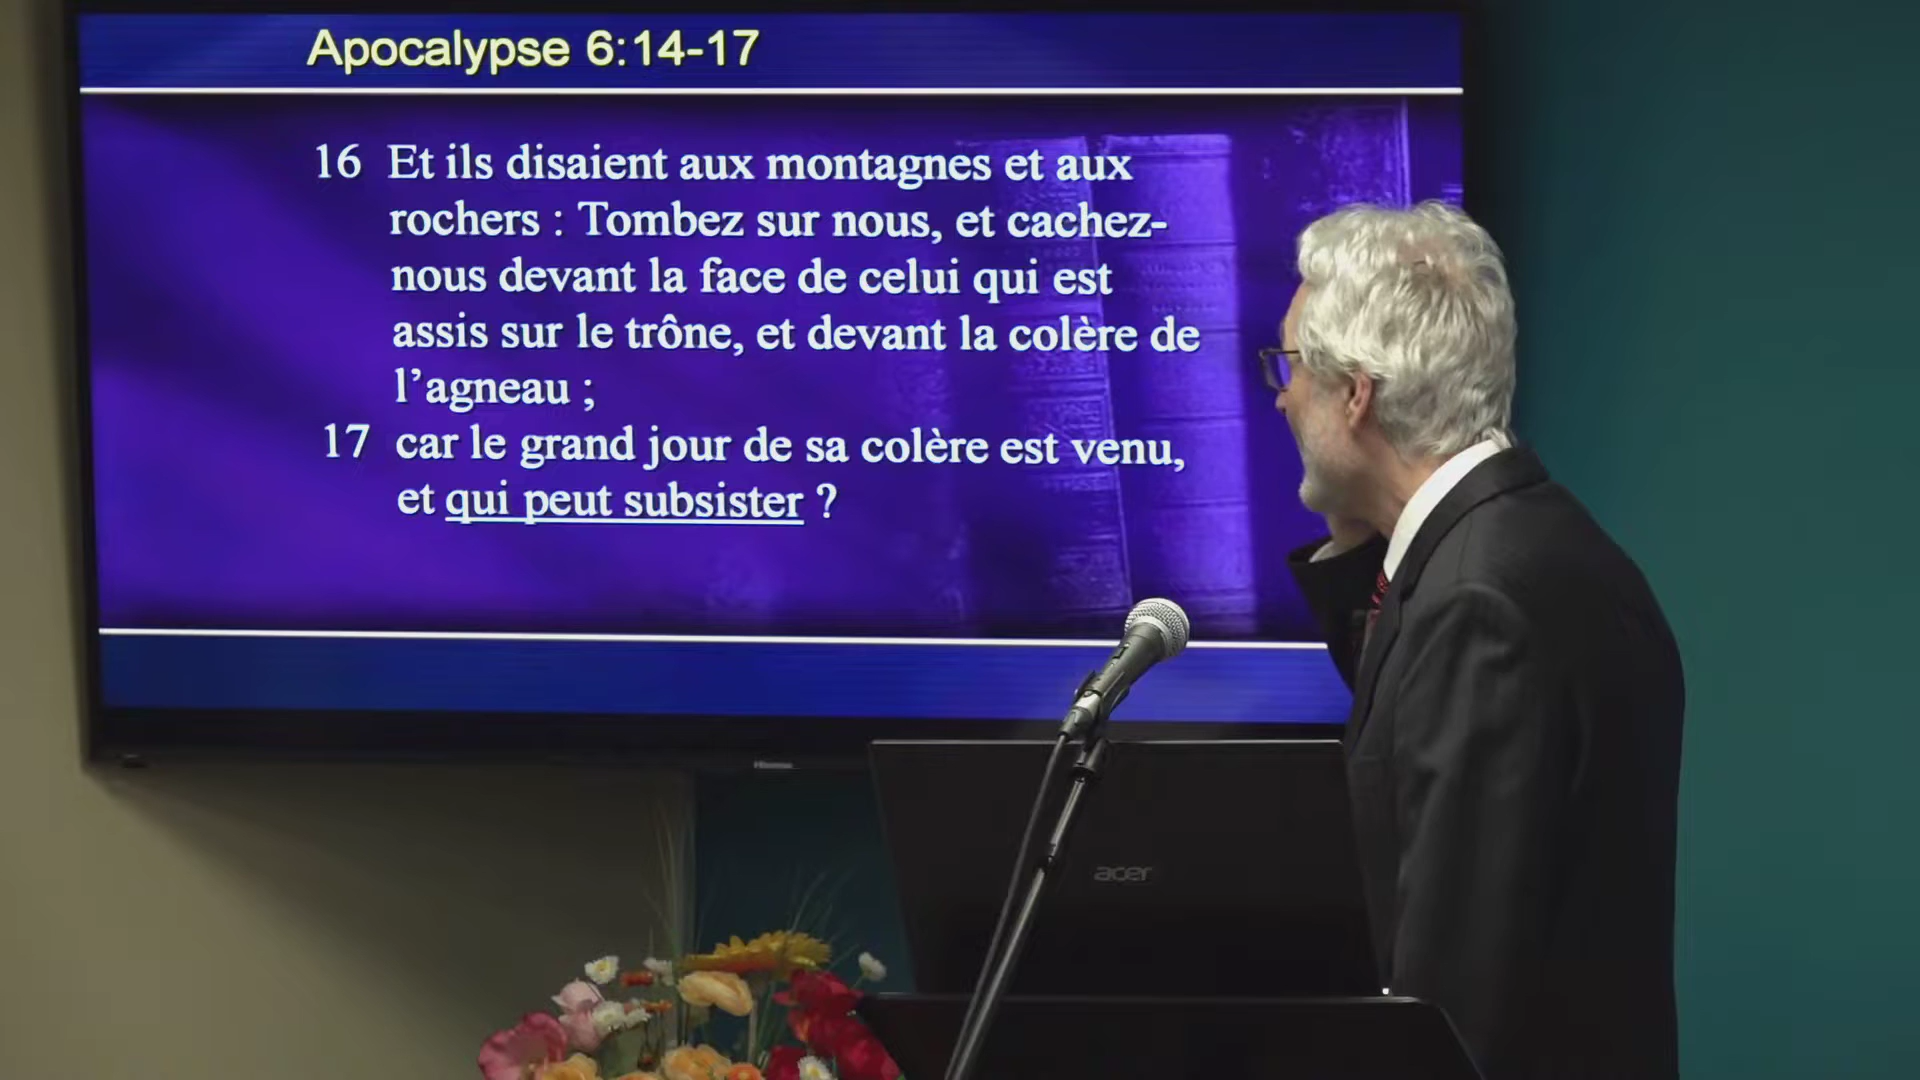 Apocalypse 6:14-17
16 Et ils disaient aux montagnes et aux
rochers : Tombez sur nous, et cachez-
nous devant la face de celui qui est
assis sur le trône, et devant la colère de
l’agneau ;
17 car le grand jour de sa colère est venu,
et qui peut subsister ?
Hisense
acer